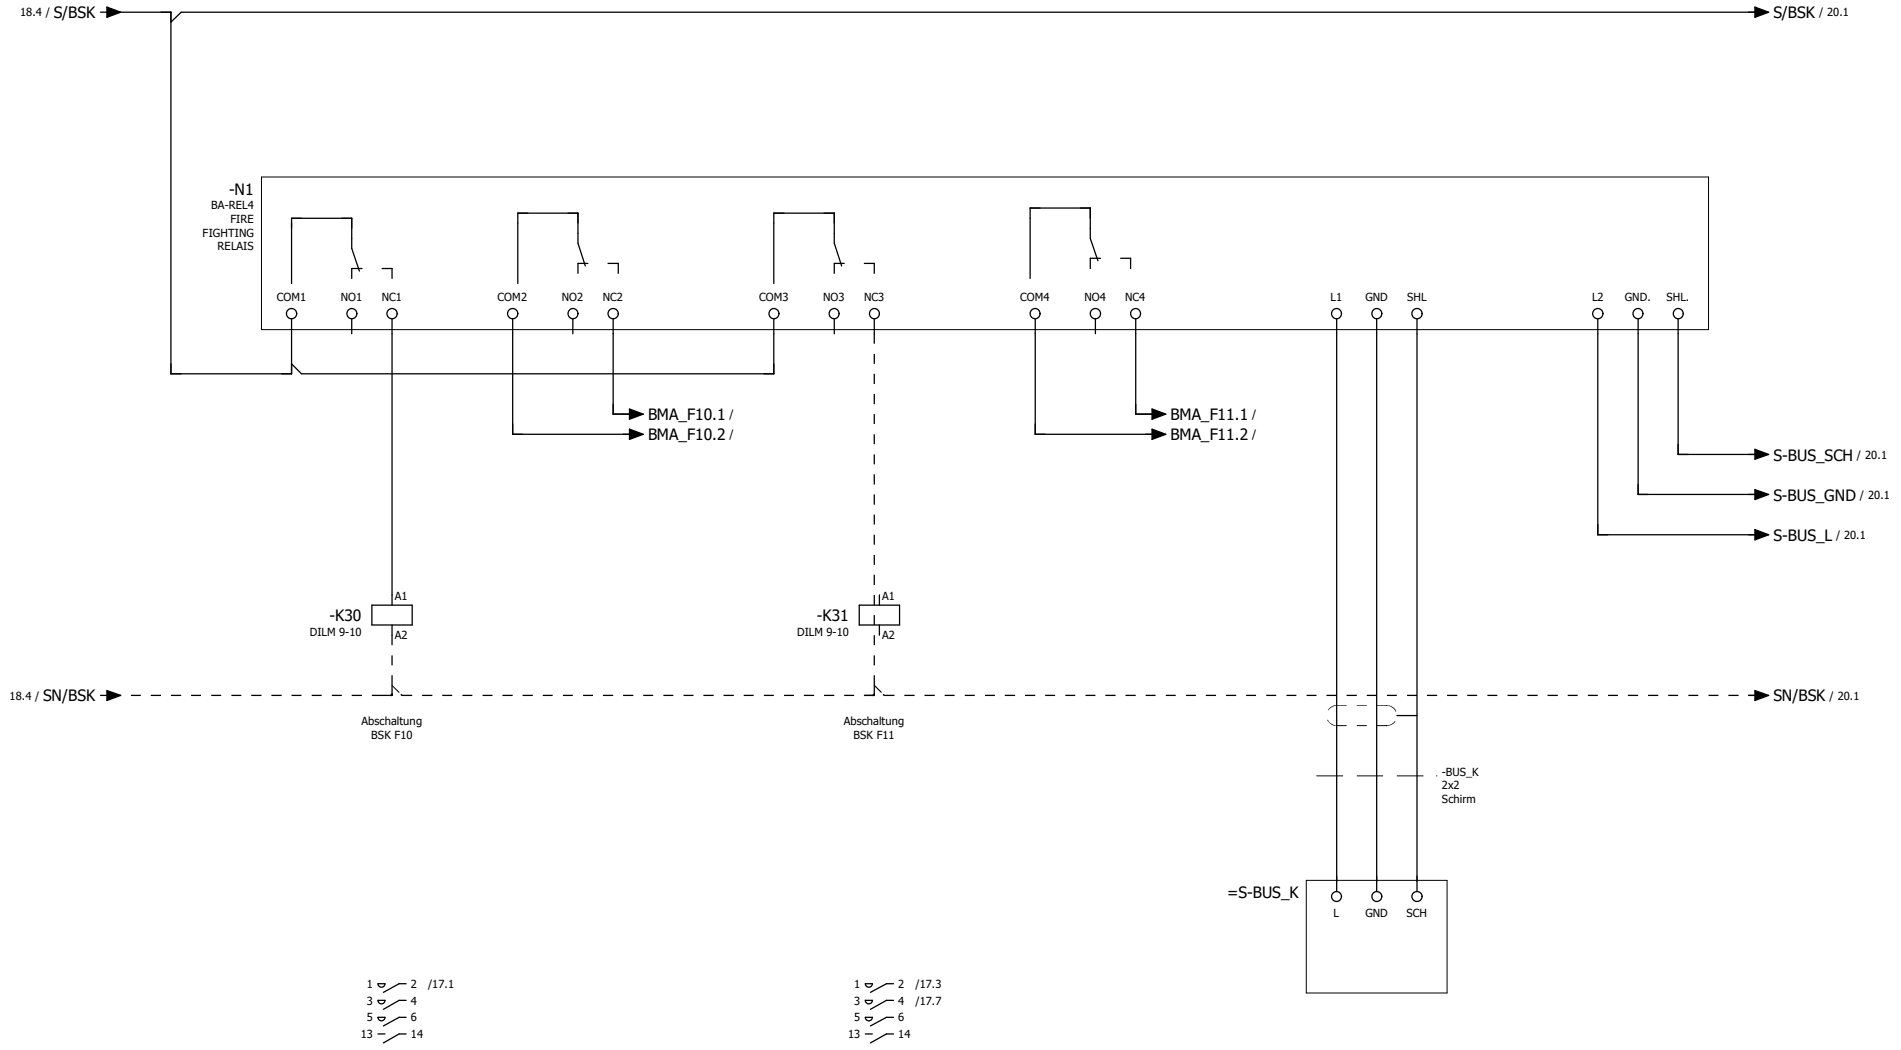 18.4 / S/BSK
S/BSK / 20.1
-N1
BA-REL4
FIRE
FIGHTING
RELAIS
COM1 NO1 NC1 COM2 NO2 NC2 COM3 NO3 NC3 COM4 NO4 NC4 L1 GND SHL L2 GND. SHL.
BMA_F10.1 /
BMA_F10.2 /
BMA_F11.1 /
BMA_F11.2 /
S-BUS_SCH / 20.1
S-BUS_GND / 20.1
S-BUS_L / 20.1
A1
-K30
DILM 9-10
A2
A1
-K31
DILM 9-10
A2
18.4 / SN/BSK
SN/BSK / 20.1
Abschaltung
BSK F10
Abschaltung
BSK F11
-BUS_K
2x2
Schirm
=S-BUS_K
L GND SCH
1 2 /17.1
3 4
5 6
13 14
1 2 /17.3
3 4 /17.7
5 6
13 14